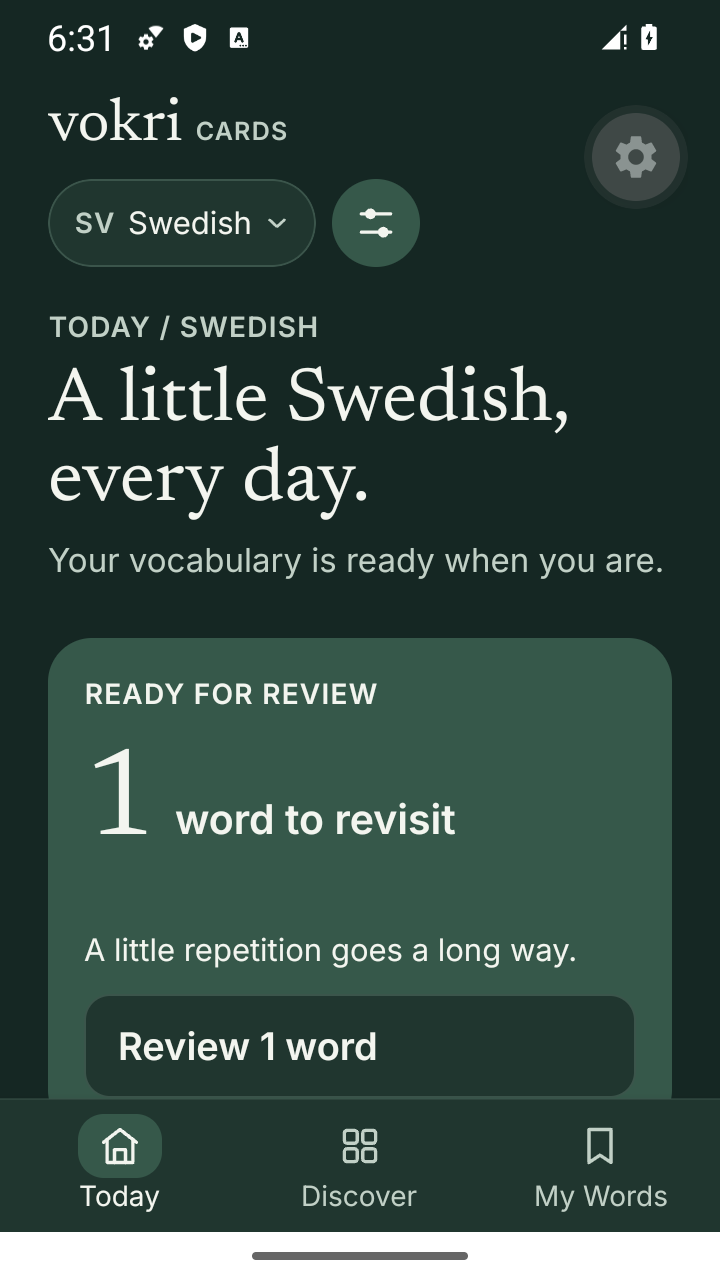 6:31
vokri CARDS
SV Swedish
TODAY / SWEDISH
A little Swedish,
every day.
Your vocabulary is ready when you are.
READY FOR REVIEW
1 word to revisit
A little repetition goes a long way.
Review 1 word
Today Discover My Words